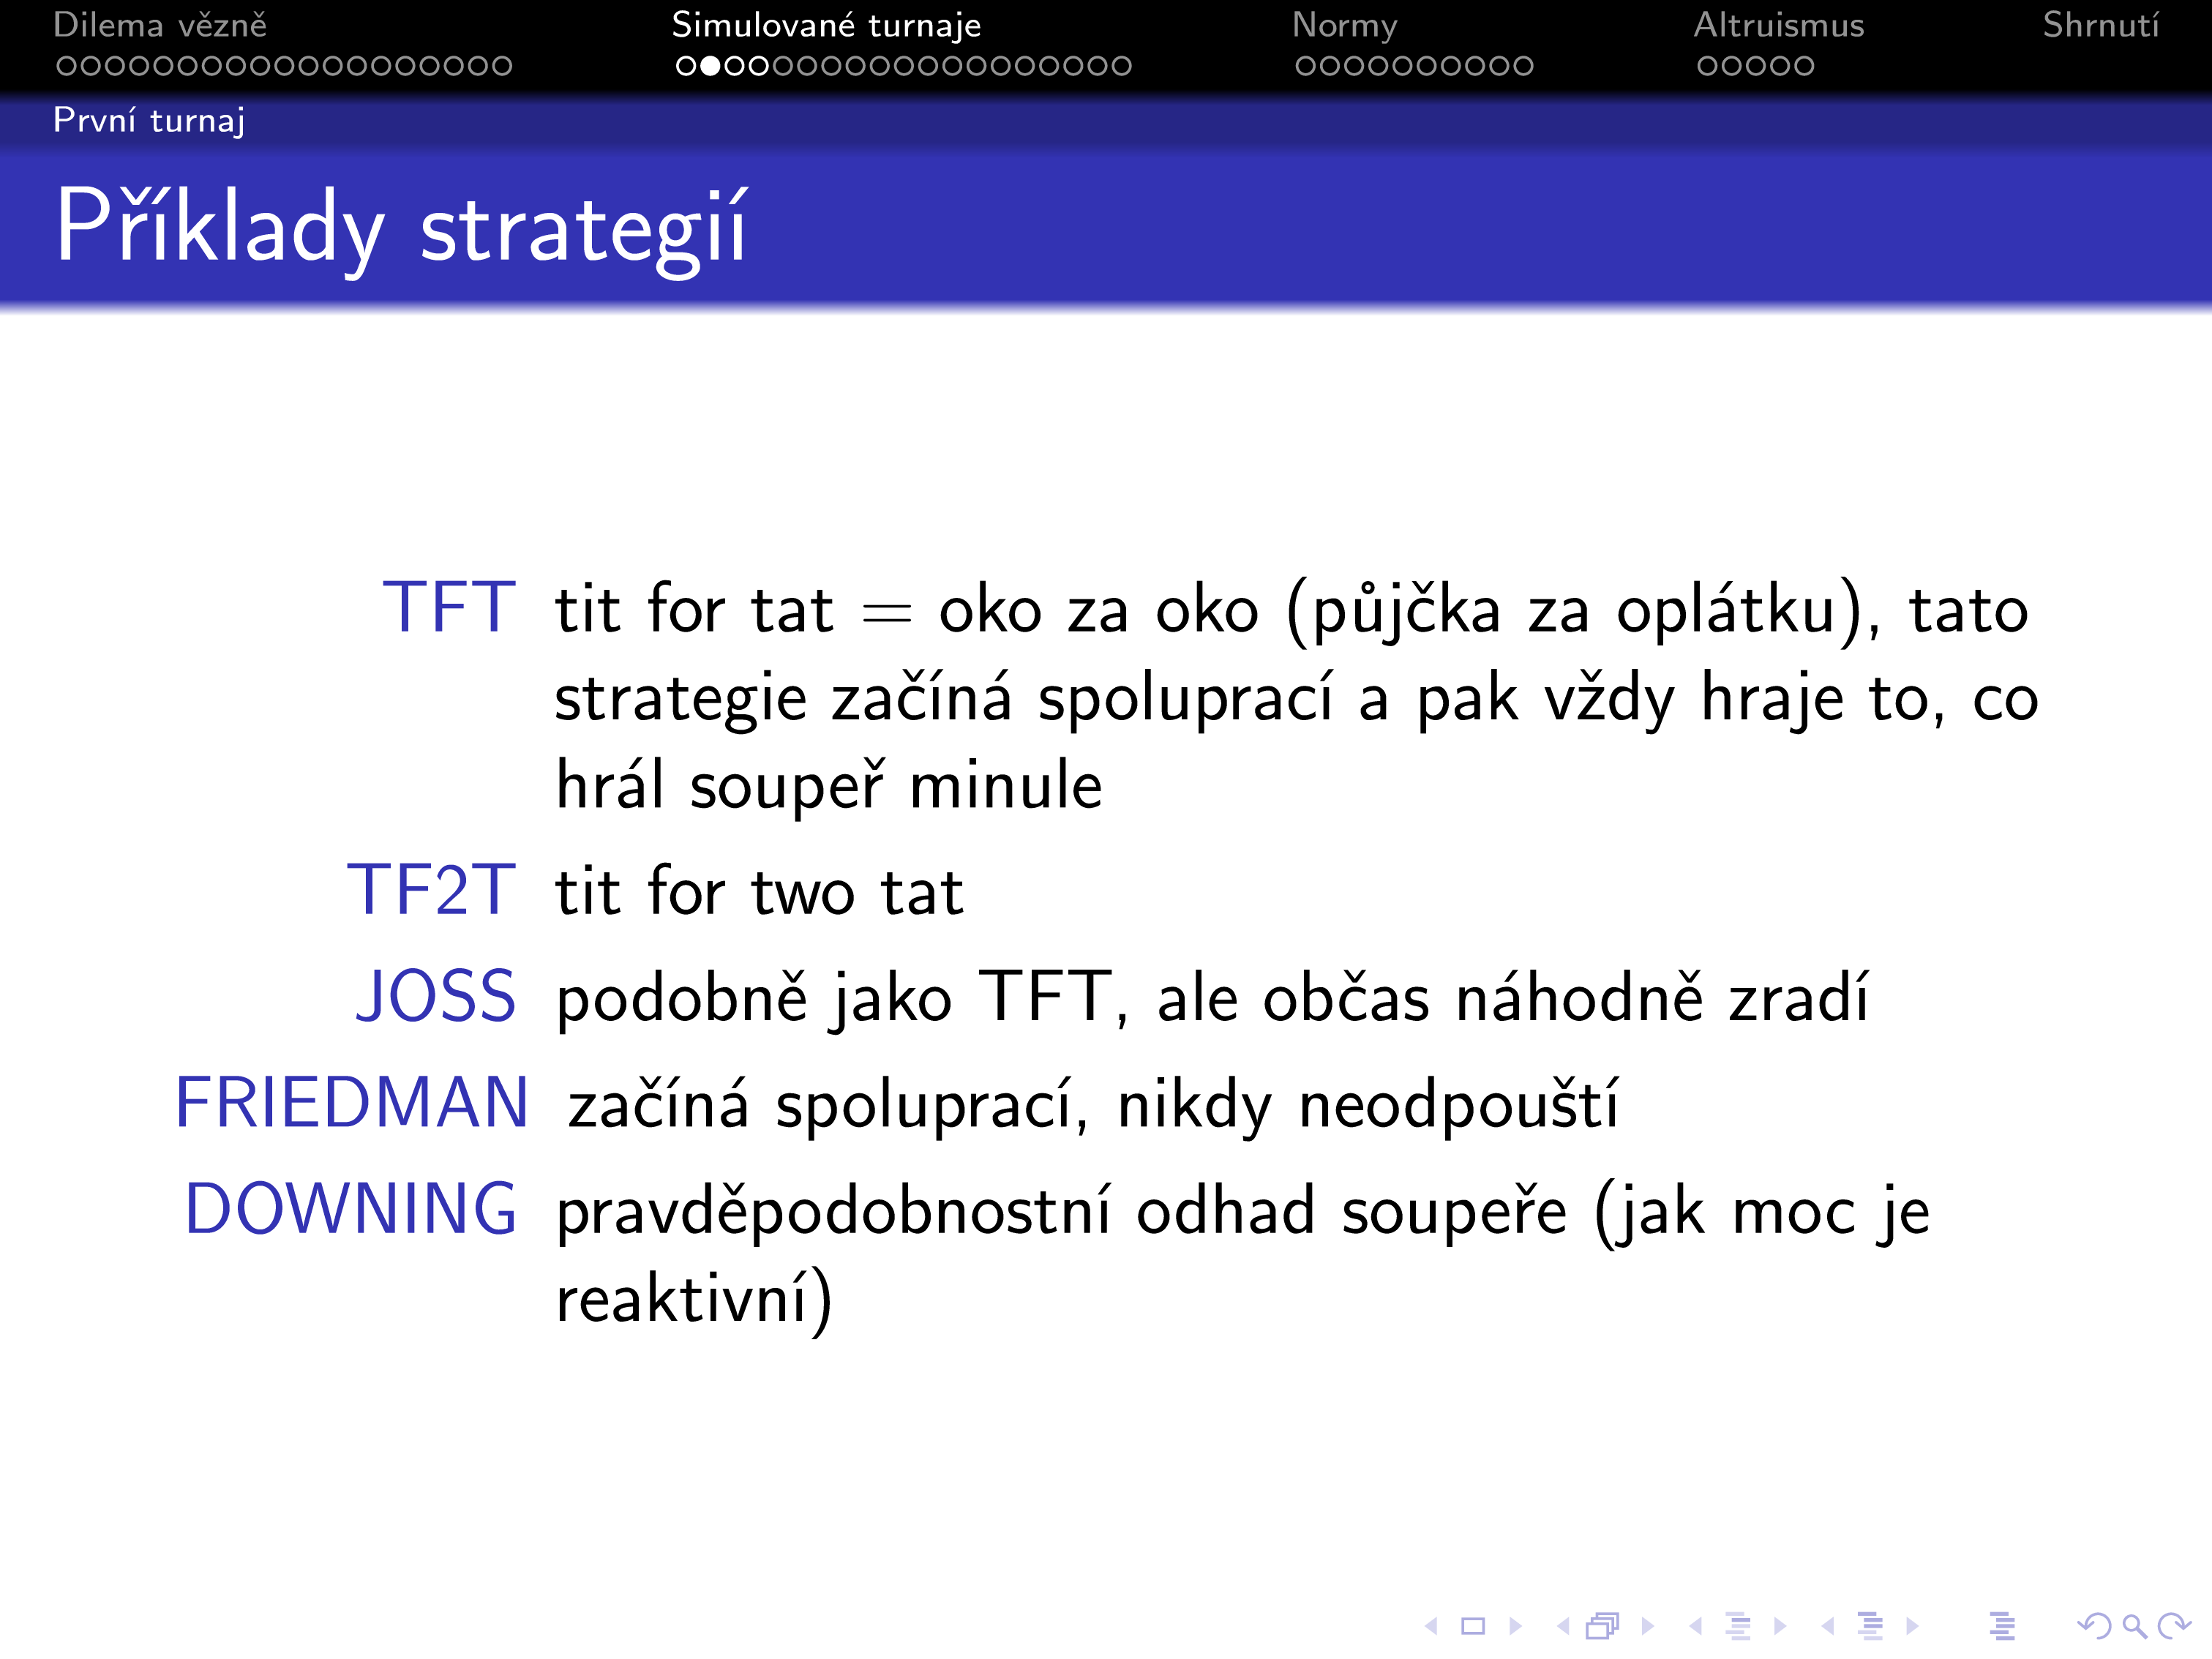 Dilema vězně Simulované turnaje Normy Altruismus Shrnutí
První turnaj
Příklady strategií
TFT tit for tat = oko za oko (půjčka za oplátku), tato
strategie začíná spoluprací a pak vždy hraje to, co
hrál soupeř minule
TF2T tit for two tat
JOSS podobně jako TFT, ale občas náhodně zradí
FRIEDMAN začíná spoluprací, nikdy neodpouští
DOWNING pravděpodobnostní odhad soupeře (jak moc je
reaktivní)